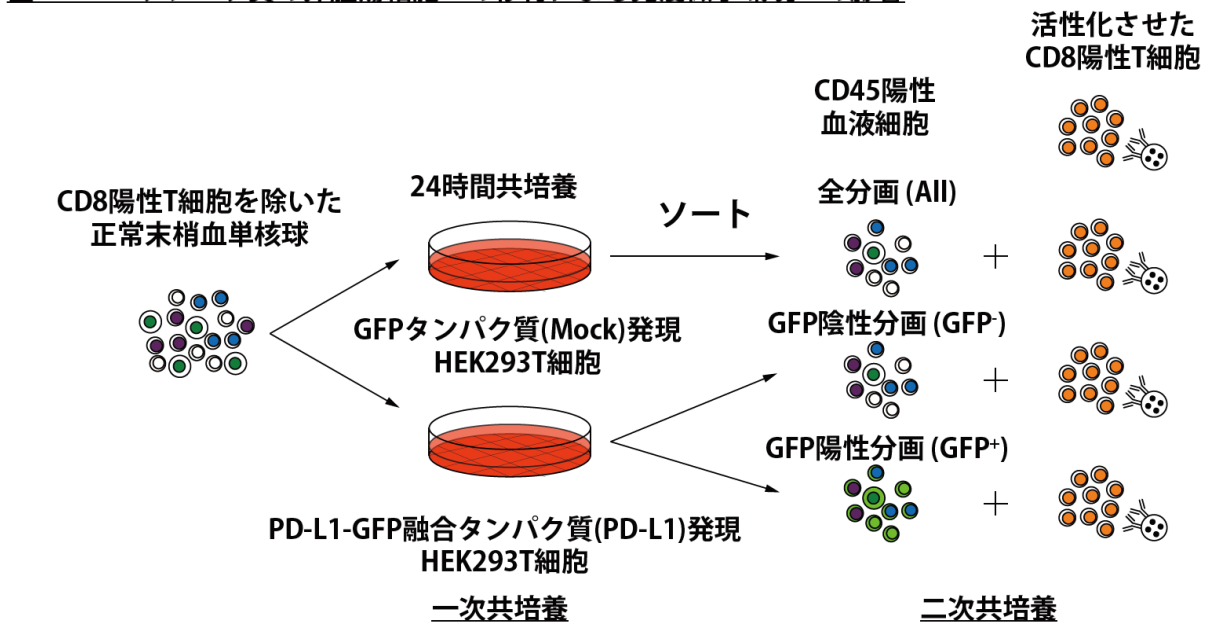 活性化させた
CD8陽性T細胞
CD45陽性
血液細胞
CD8陽性T細胞を除いた
正常末梢血単核球
24時間共培養
ソート
全分画 (All)
GFPタンパク質(Mock)発現
HEK293T細胞
GFP陰性分画 (GFP⁻)
GFP陽性分画 (GFP⁺)
PD-L1-GFP融合タンパク質(PD-L1)発現
HEK293T細胞
一次共培養
二次共培養